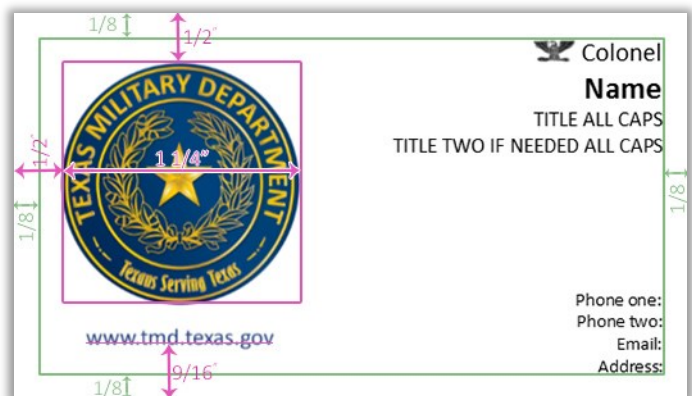 1/8
1/2"
Colonel
Name
TITLE ALL CAPS
TITLE TWO IF NEEDED ALL CAPS
TEXAS MILITARY DEPARTMENT
1 1/4"
Texans Serving Texas
1/2"
1/8
1/8
www.tmd.texas.gov
9/16"
1/8
Phone one:
Phone two:
Email:
Address: